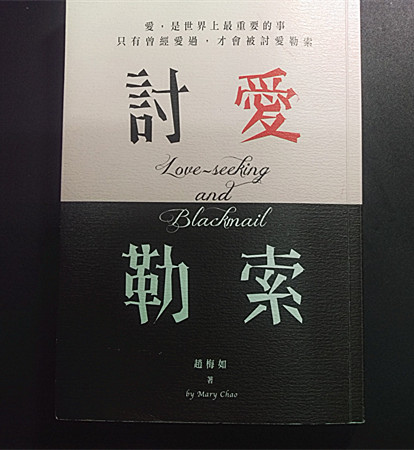 愛，是世界上最重要的事
只有曾經愛過，才會被討愛勒索
討愛
Love-seeking
and
Blackmail
勒索
趙梅如
著
by Mary Chao